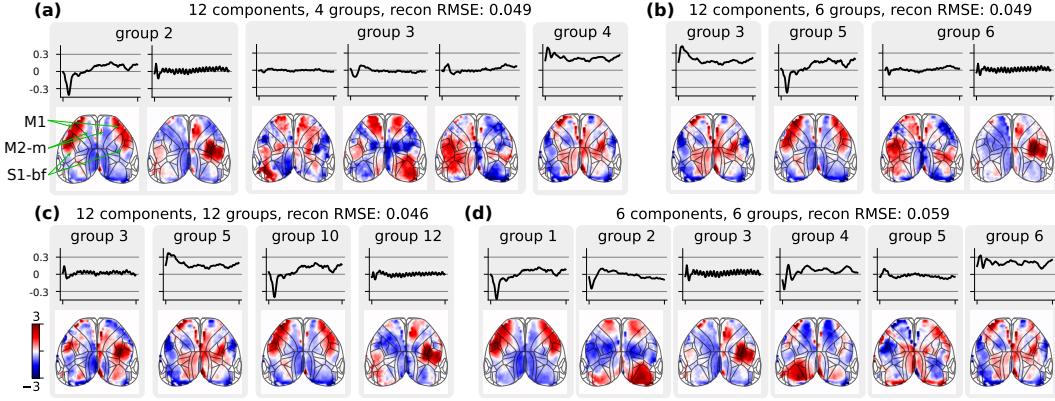 (a) 12 components, 4 groups, recon RMSE: 0.049
group 2 group 3 group 4
0.3
0
-0.3
M1
M2-m
S1-bf
(b) 12 components, 6 groups, recon RMSE: 0.049
group 3 group 5 group 6
(c) 12 components, 12 groups, recon RMSE: 0.046
group 3 group 5 group 10 group 12
0.3
0
-0.3
3
−3
(d) 6 components, 6 groups, recon RMSE: 0.059
group 1 group 2 group 3 group 4 group 5 group 6